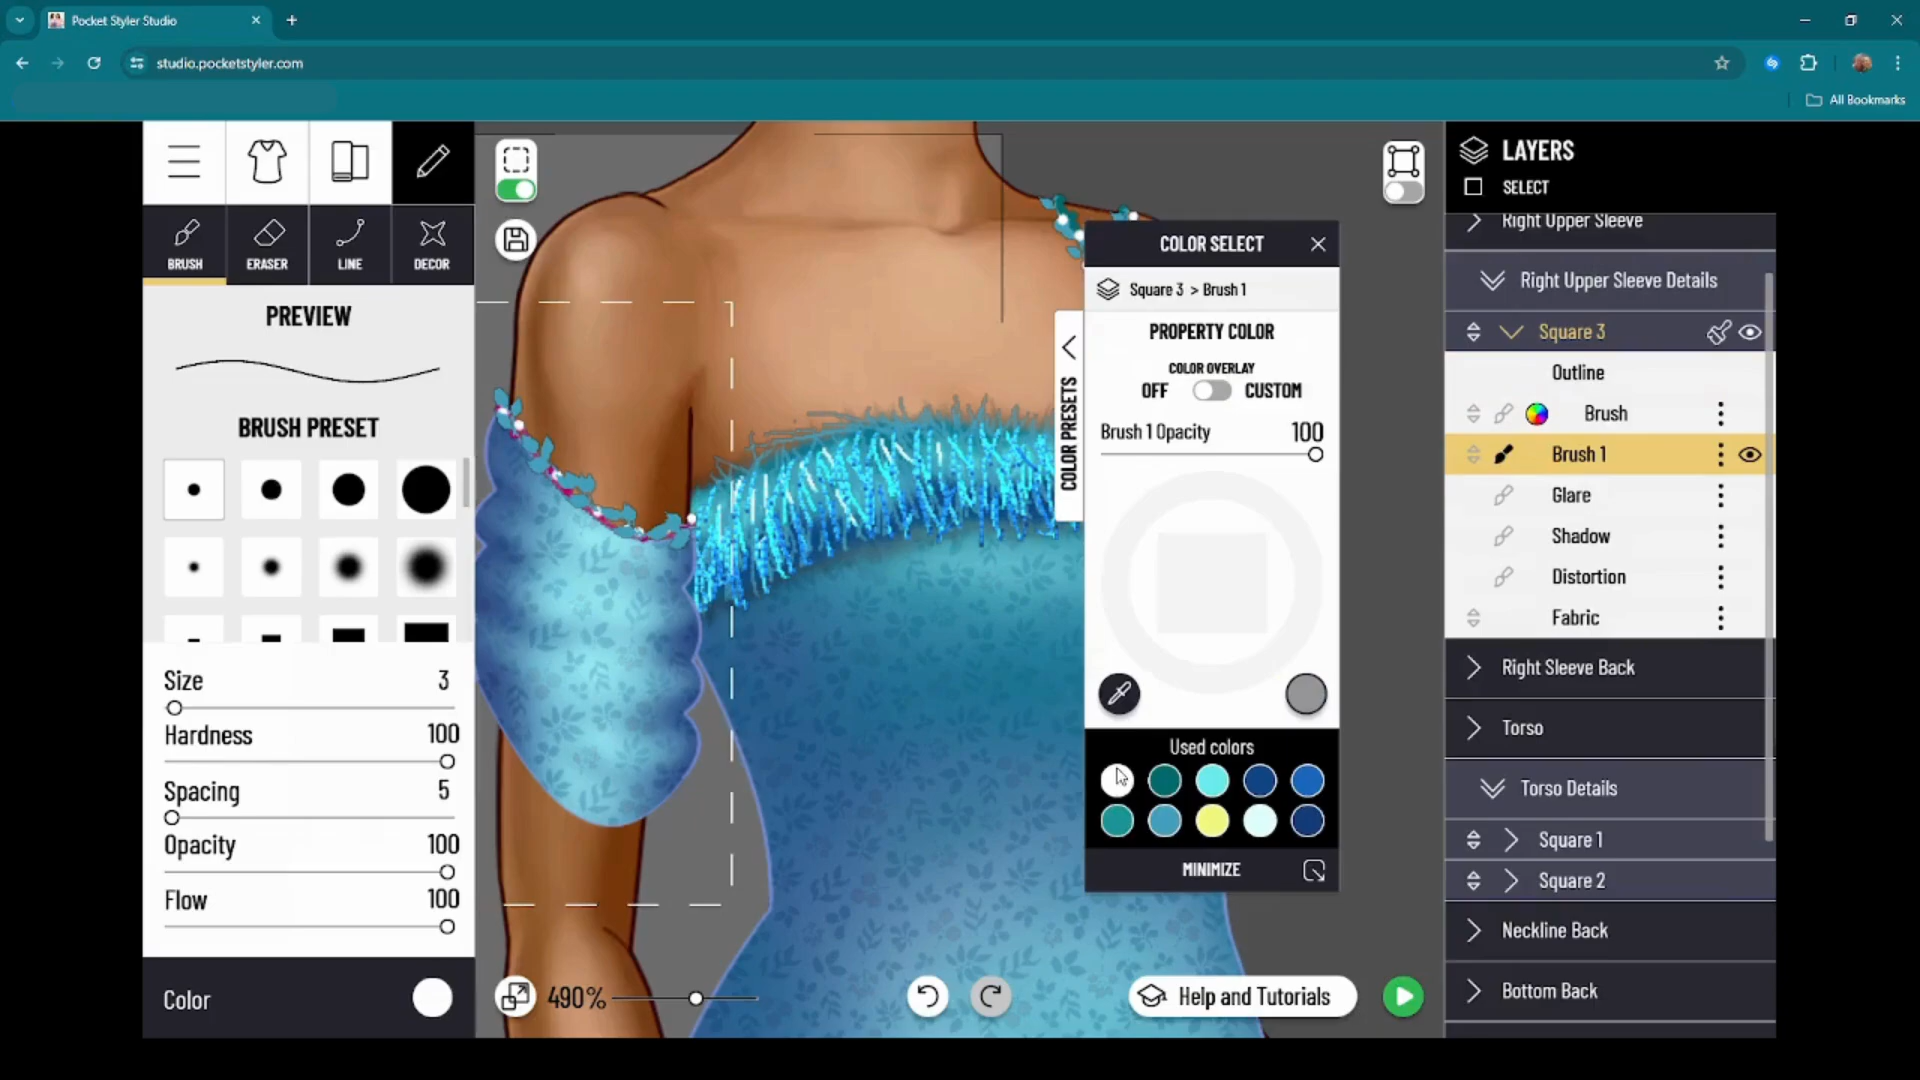 Pocket Styler Studio
studio.pocketstyler.com
All Bookmarks
BRUSH
ERASER
LINE
DECOR
PREVIEW
BRUSH PRESET
Size 3
Hardness 100
Spacing 5
Opacity 100
Flow 100
Color
490%
Help and Tutorials
COLOR SELECT
Square 3 > Brush 1
PROPERTY COLOR
COLOR OVERLAY
OFF CUSTOM
Brush 1 Opacity 100
COLOR PRESETS
Used colors
MINIMIZE
LAYERS
SELECT
Right Upper Sleeve
Right Upper Sleeve Details
Square 3
Outline
Brush
Brush 1
Glare
Shadow
Distortion
Fabric
Right Sleeve Back
Torso
Torso Details
Square 1
Square 2
Neckline Back
Bottom Back